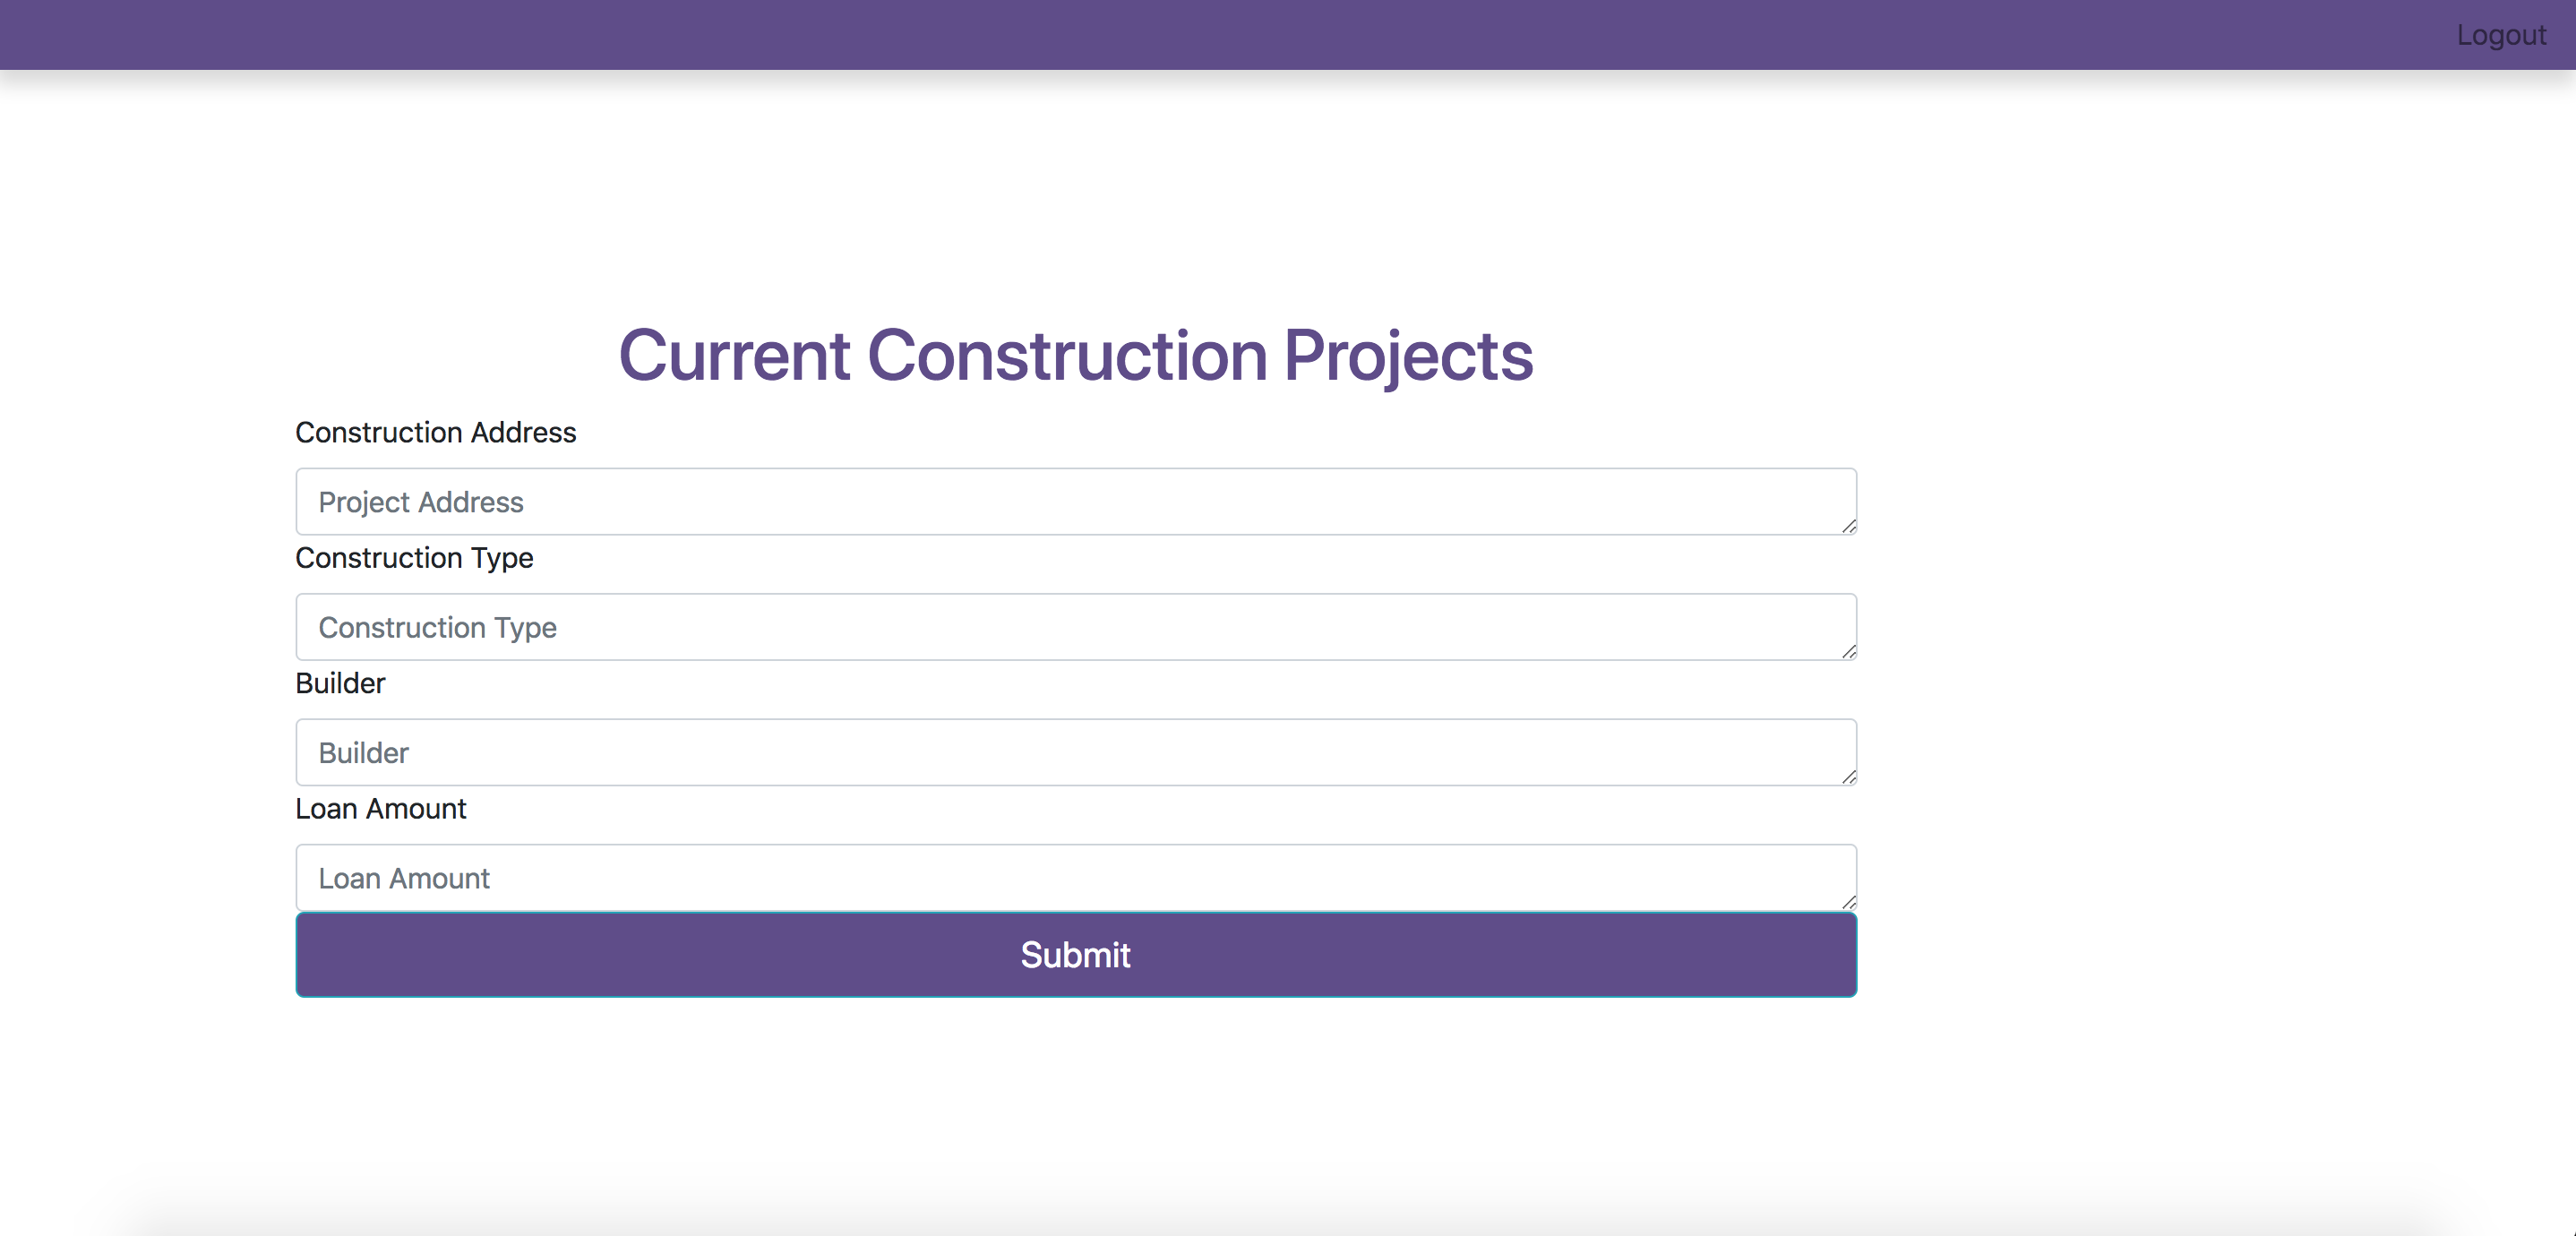 Logout
Current Construction Projects
Construction Address
Project Address
Construction Type
Construction Type
Builder
Builder
Loan Amount
Loan Amount
Submit